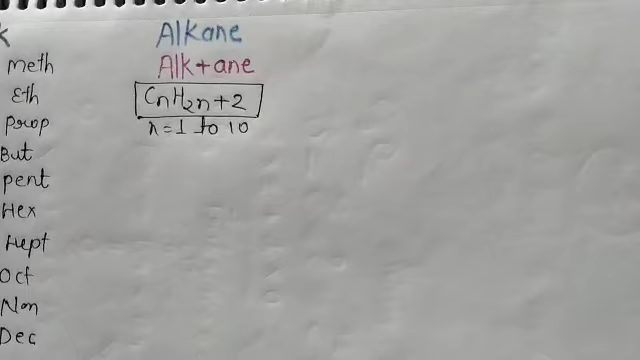 K
meth
Eth
prop
But
pent
Hex
Hept
Oct
Non
Dec
Alkane
Alk+ane
CnH2n+2
n=1 to 10